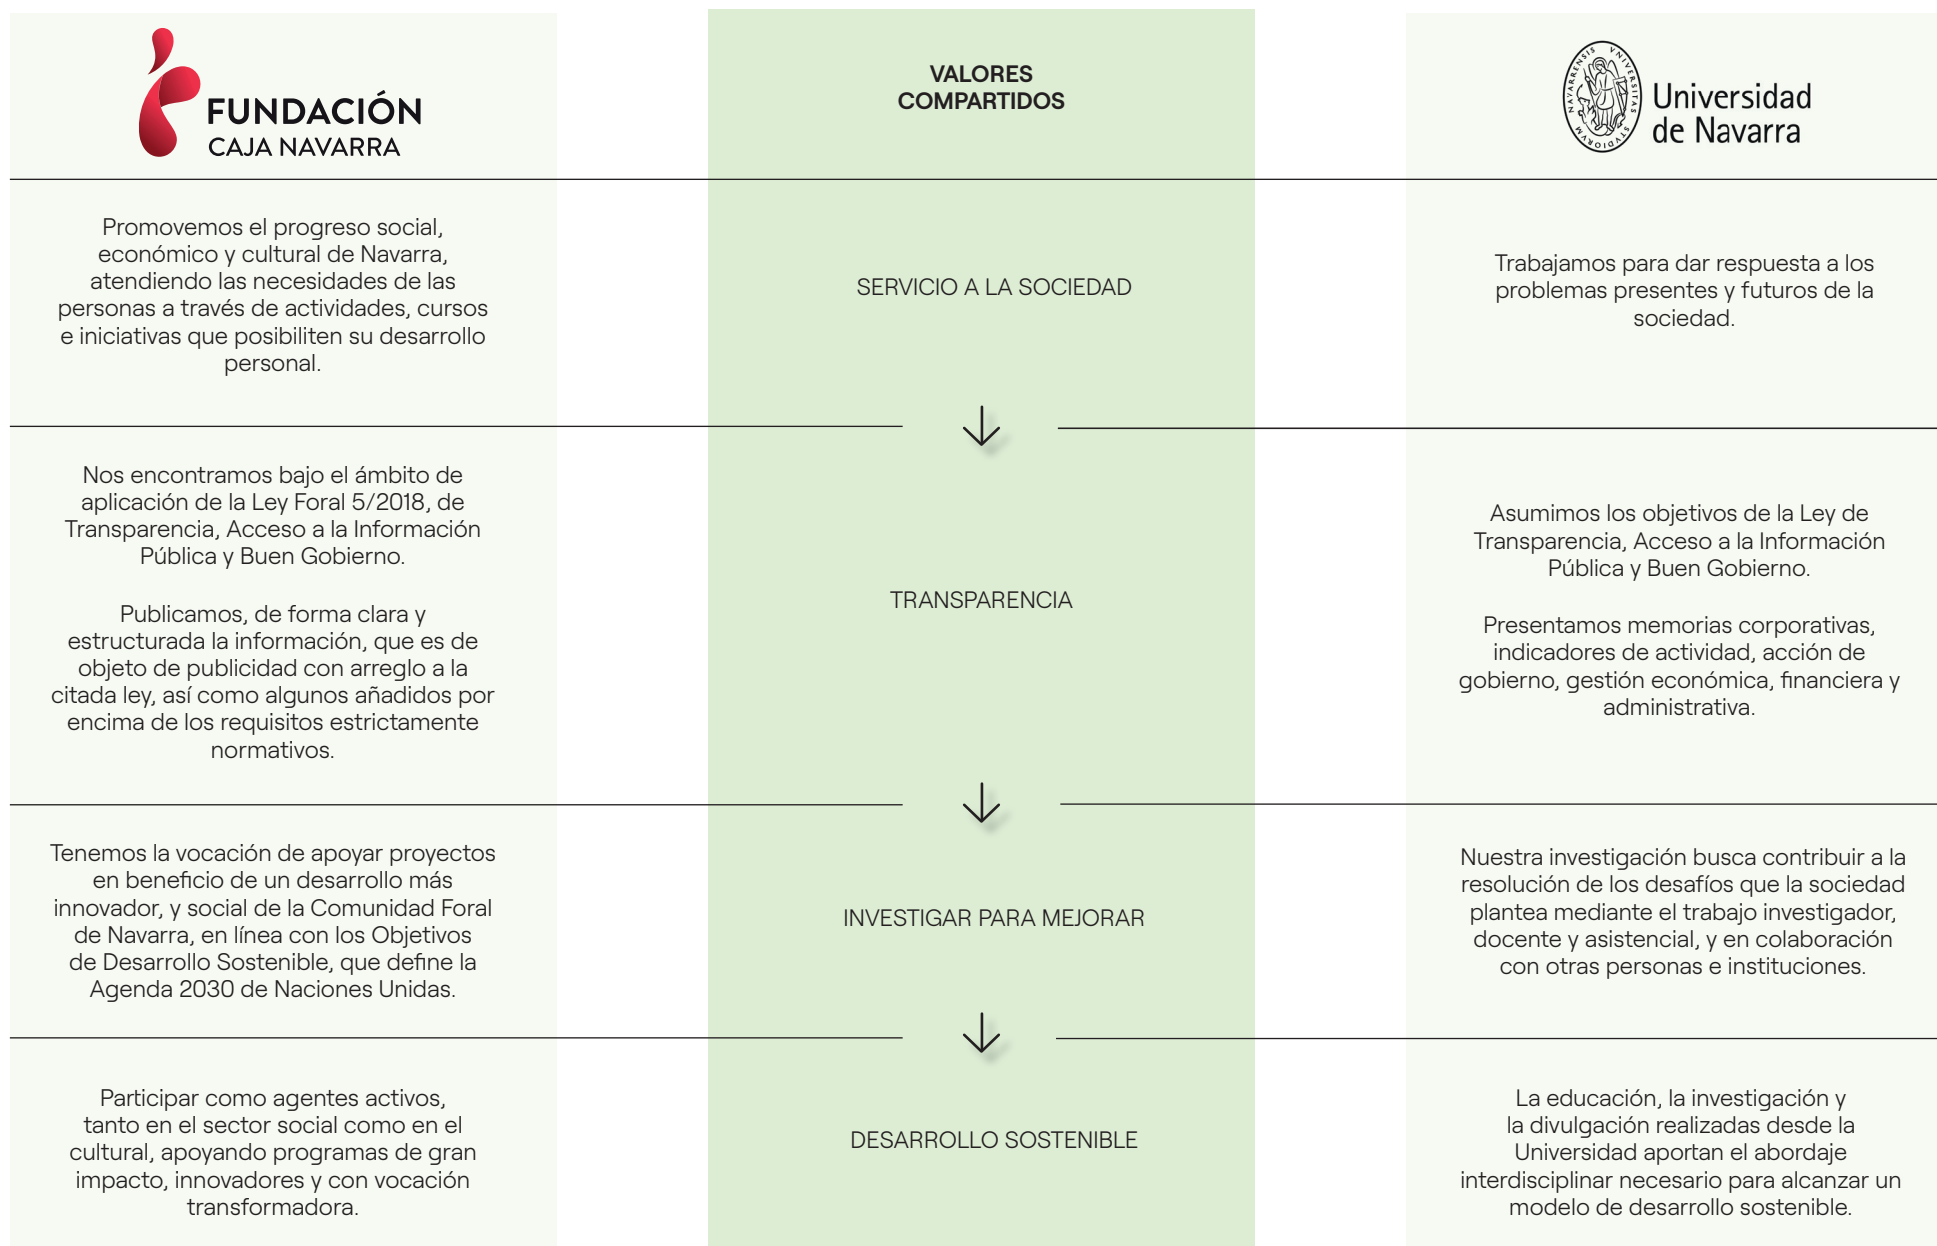 FUNDACIÓN
CAJA NAVARRA
VALORES
COMPARTIDOS
NAVARRENSIS VNIVERSITAS STVDIORVM
Universidad
de Navarra
Promovemos el progreso social,
económico y cultural de Navarra,
atendiendo las necesidades de las
personas a través de actividades, cursos
e iniciativas que posibiliten su desarrollo
personal.
SERVICIO A LA SOCIEDAD
Trabajamos para dar respuesta a los
problemas presentes y futuros de la
sociedad.
Nos encontramos bajo el ámbito de
aplicación de la Ley Foral 5/2018, de
Transparencia, Acceso a la Información
Pública y Buen Gobierno.
Publicamos, de forma clara y
estructurada la información, que es de
objeto de publicidad con arreglo a la
citada ley, así como algunos añadidos por
encima de los requisitos estrictamente
normativos.
TRANSPARENCIA
Asumimos los objetivos de la Ley de
Transparencia, Acceso a la Información
Pública y Buen Gobierno.
Presentamos memorias corporativas,
indicadores de actividad, acción de
gobierno, gestión económica, financiera y
administrativa.
Tenemos la vocación de apoyar proyectos
en beneficio de un desarrollo más
innovador, y social de la Comunidad Foral
de Navarra, en línea con los Objetivos
de Desarrollo Sostenible, que define la
Agenda 2030 de Naciones Unidas.
INVESTIGAR PARA MEJORAR
Nuestra investigación busca contribuir a la
resolución de los desafíos que la sociedad
plantea mediante el trabajo investigador,
docente y asistencial, y en colaboración
con otras personas e instituciones.
Participar como agentes activos,
tanto en el sector social como en el
cultural, apoyando programas de gran
impacto, innovadores y con vocación
transformadora.
DESARROLLO SOSTENIBLE
La educación, la investigación y
la divulgación realizadas desde la
Universidad aportan el abordaje
interdisciplinar necesario para alcanzar un
modelo de desarrollo sostenible.